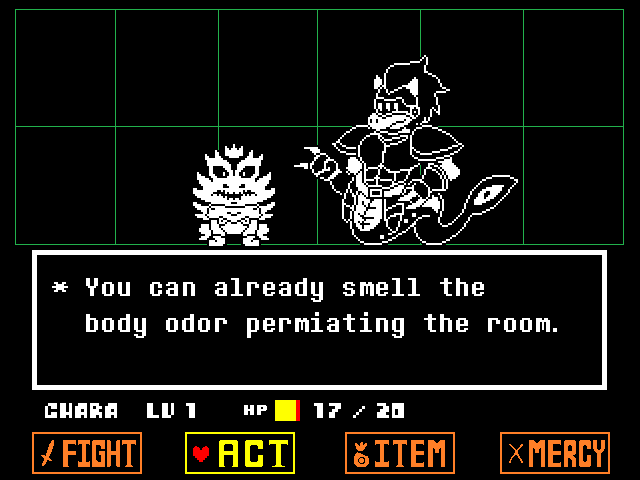 * You can already smell the
body odor permiating the room.
CHARA LV 1 HP 17 / 20
FIGHT ACT ITEM MERCY